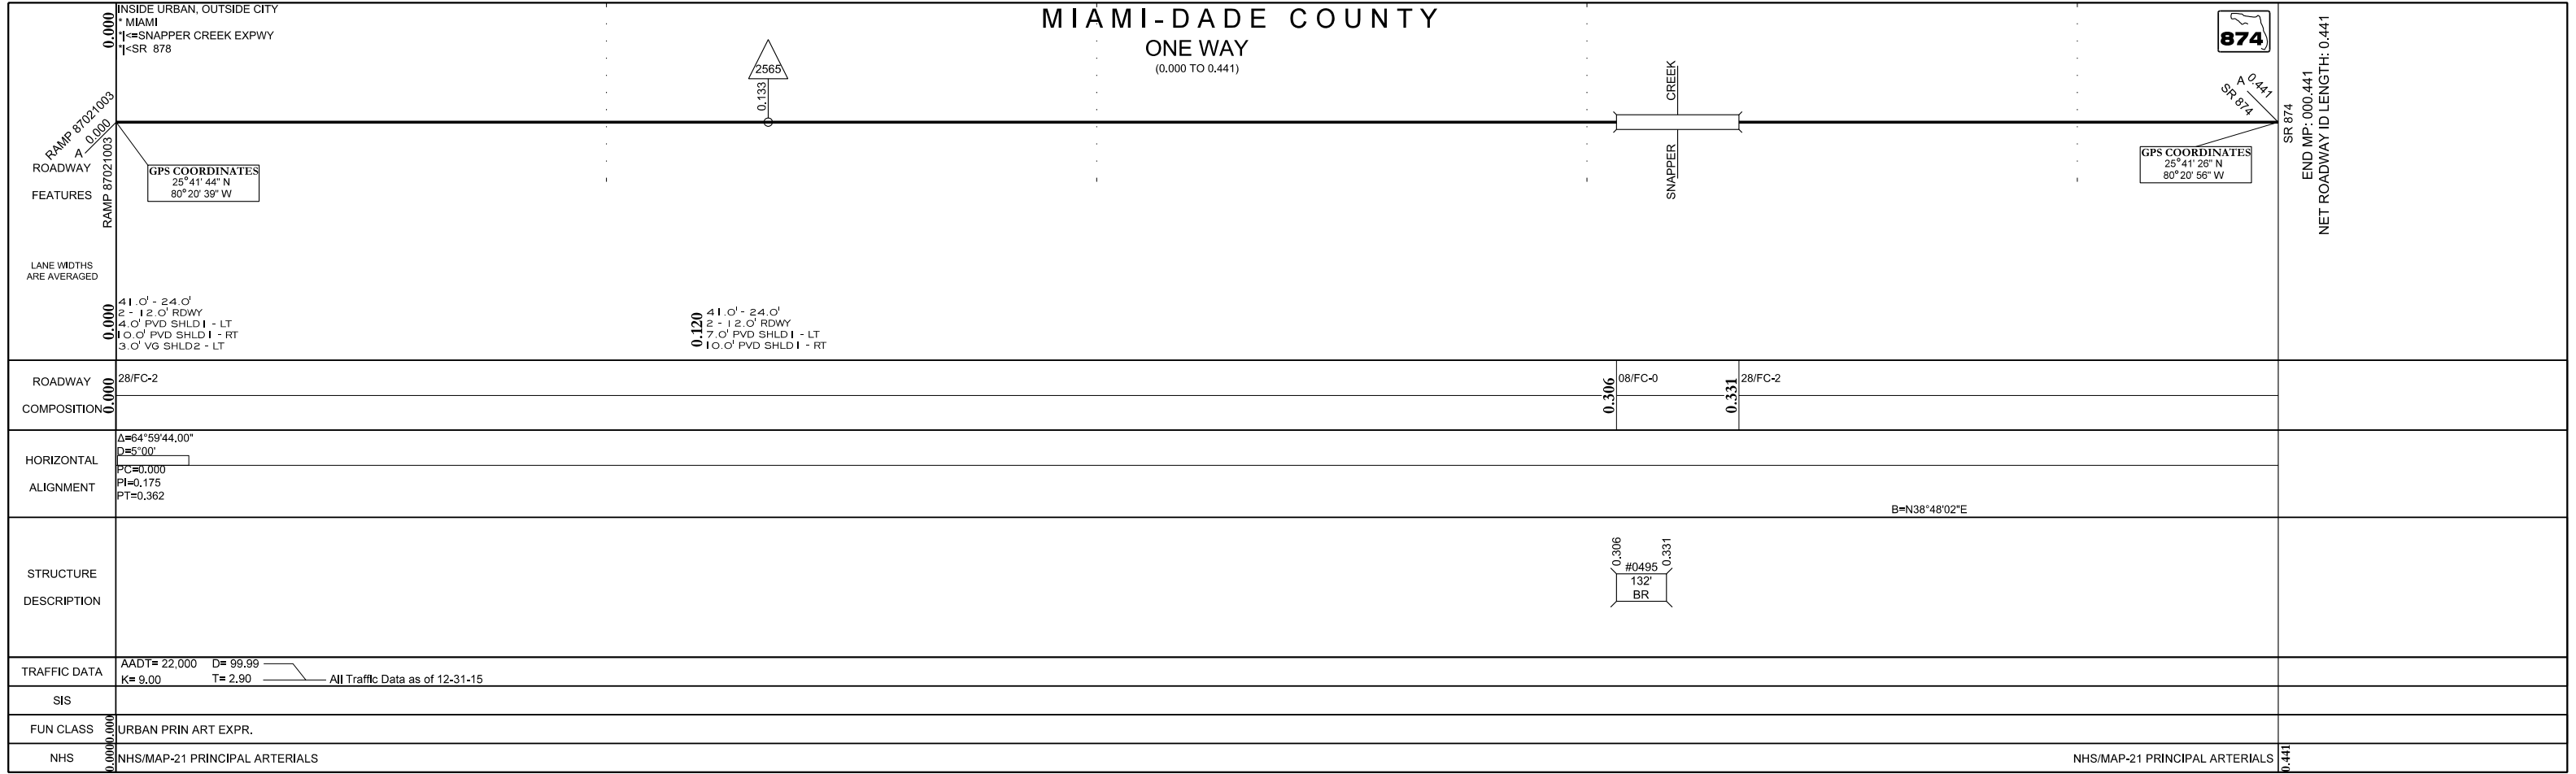 MIAMI-DADE COUNTY
ONE WAY
(0.000 TO 0.441)
0.000
INSIDE URBAN, OUTSIDE CITY
* MIAMI
*|<=SNAPPER CREEK EXPWY
*|<SR 878
2565
0.133
CREEK
SNAPPER
874
A 0.441
SR 874
SR 874
END MP: 000.441
NET ROADWAY ID LENGTH: 0.441
RAMP 87021003
A 0.000
RAMP 87021003
ROADWAY
FEATURES
GPS COORDINATES
25°41' 44" N
80°20' 39" W
GPS COORDINATES
25°41' 26" N
80°20' 56" W
LANE WIDTHS
ARE AVERAGED
0.000
41.0' - 24.0'
2 - 12.0' RDWY
4.0' PVD SHLD1 - LT
10.0' PVD SHLD1 - RT
3.0' VG SHLD2 - LT
0.120
41.0' - 24.0'
2 - 12.0' RDWY
7.0' PVD SHLD1 - LT
10.0' PVD SHLD1 - RT
ROADWAY
COMPOSITION
0.000
28/FC-2
0.306
08/FC-0
0.331
28/FC-2
HORIZONTAL
ALIGNMENT
Δ=64°59'44.00"
D=5°00'
PC=0.000
PI=0.175
PT=0.362
B=N38°48'02"E
STRUCTURE
DESCRIPTION
0.306
0.331
#0495
132'
BR
TRAFFIC DATA
AADT= 22,000 D= 99.99
K= 9.00 T= 2.90
All Traffic Data as of 12-31-15
SIS
FUN CLASS
0.000
URBAN PRIN ART EXPR.
NHS
0.000
NHS/MAP-21 PRINCIPAL ARTERIALS
NHS/MAP-21 PRINCIPAL ARTERIALS
0.441